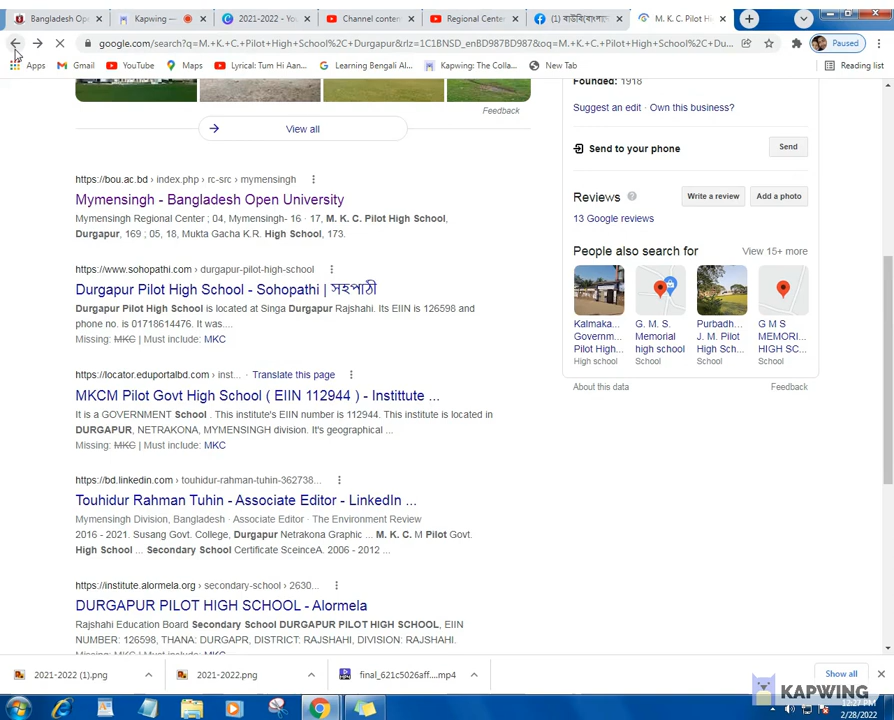 Bangladesh Ope
Kapwing —
2021-2022 - Yo
Channel conten
Regional Cente
(1) বাউবি(বাংলাদে
M. K. C. Pilot Hi
google.com/search?q=M.+K.+C.+Pilot+High+School%2C+Durgapur&rlz=1C1BNSD_enBD987BD987&oq=M.+K.+C.+Pilot+High+School%2C+Du...
Paused
Apps
Gmail
YouTube
Maps
Lyrical: Tum Hi Aan...
Learning Bengali Al...
Kapwing: The Colla...
New Tab
Reading list
Founded: 1918
Feedback
Suggest an edit · Own this business?
View all
Send to your phone
Send
https://bou.ac.bd › index.php › rc-src › mymensingh
Mymensingh - Bangladesh Open University
Mymensingh Regional Center ; 04, Mymensingh- 16 · 17, M. K. C. Pilot High School,
Durgapur, 169 ; 05, 18, Mukta Gacha K.R. High School, 173.
Reviews
Write a review
Add a photo
13 Google reviews
People also search for
View 15+ more
https://www.sohopathi.com › durgapur-pilot-high-school
Durgapur Pilot High School - Sohopathi | সহপাঠী
Durgapur Pilot High School is located at Singa Durgapur Rajshahi. Its EIIN is 126598 and
phone no. is 01718614476. It was....
Missing: MKC | Must include: MKC
Kalmaka...
Governm...
Pilot High...
High school
G. M. S.
Memorial
high school
School
Purbadh...
J. M. Pilot
High Sch...
School
G M S
MEMORI...
HIGH SC...
School
About this data
Feedback
https://locator.eduportalbd.com › inst... · Translate this page
MKCM Pilot Govt High School ( EIIN 112944 ) - Instittute ...
It is a GOVERNMENT School . This institute's EIIN number is 112944. This institute is located in
DURGAPUR, NETRAKONA, MYMENSINGH division. It's geographical ...
Missing: MKC | Must include: MKC
https://bd.linkedin.com › touhidur-rahman-tuhin-362738...
Touhidur Rahman Tuhin - Associate Editor - LinkedIn ...
Mymensingh Division, Bangladesh · Associate Editor · The Environment Review
2016 - 2021. Susang Govt. College, Durgapur Netrakona Graphic ... M. K. C. M Pilot Govt.
High School ... Secondary School Certificate SceinceA. 2006 - 2012 ...
https://institute.alormela.org › secondary-school › 2630...
DURGAPUR PILOT HIGH SCHOOL - Alormela
Rajshahi Education Board Secondary School DURGAPUR PILOT HIGH SCHOOL, EIIN
NUMBER: 126598, THANA: DURGAPR, DISTRICT: RAJSHAHI, DIVISION: RAJSHAHI.
2021-2022 (1).png
2021-2022.png
final_621c5026aff....mp4
Show all
KAPWING
12:27 PM
2/28/2022